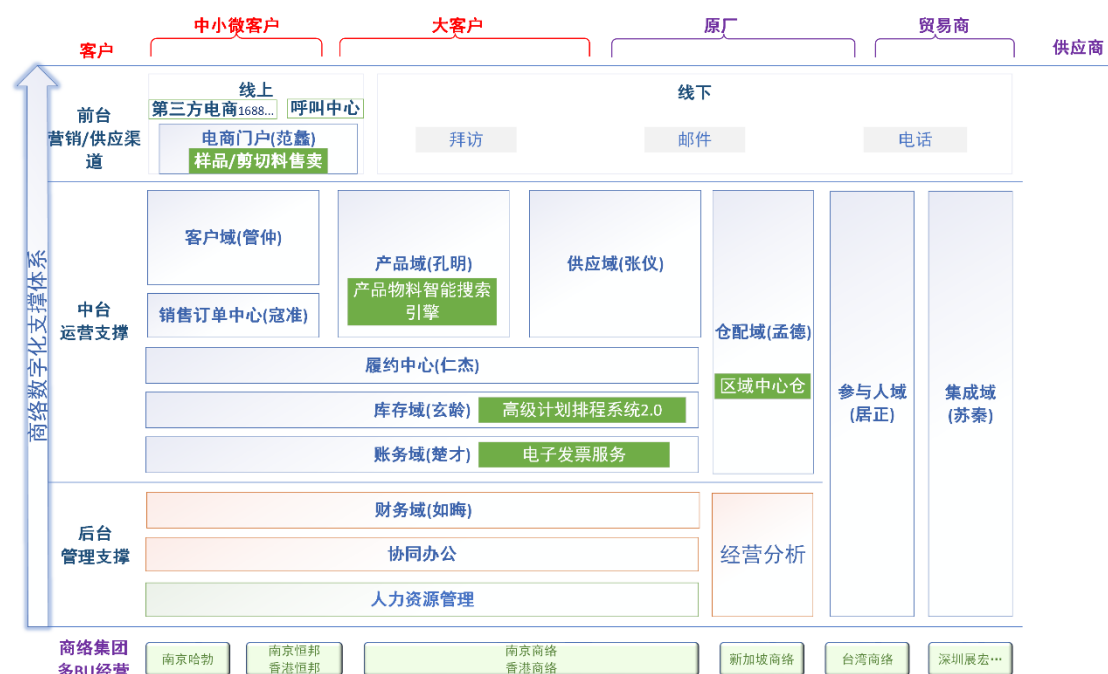 中小微客户
大客户
原厂
贸易商
客户
供应商
商络数字化支撑体系
前台
营销/供应渠
道
线上
第三方电商1688...
呼叫中心
电商门户(范蠡)
样品/剪切料售卖
线下
拜访
邮件
电话
中台
运营支撑
客户域(管仲)
销售订单中心(寇准)
产品域(孔明)
产品物料智能搜索
引擎
供应域(张仪)
履约中心(仁杰)
库存域(玄龄)
高级计划排程系统2.0
账务域(楚才)
电子发票服务
仓配域(孟德)
区域中心仓
参与人域
(居正)
集成域
(苏秦)
后台
管理支撑
财务域(如晦)
协同办公
人力资源管理
经营分析
商络集团
多BU经营
南京哈勃
南京恒邦
香港恒邦
南京商络
香港商络
新加坡商络
台湾商络
深圳展宏…